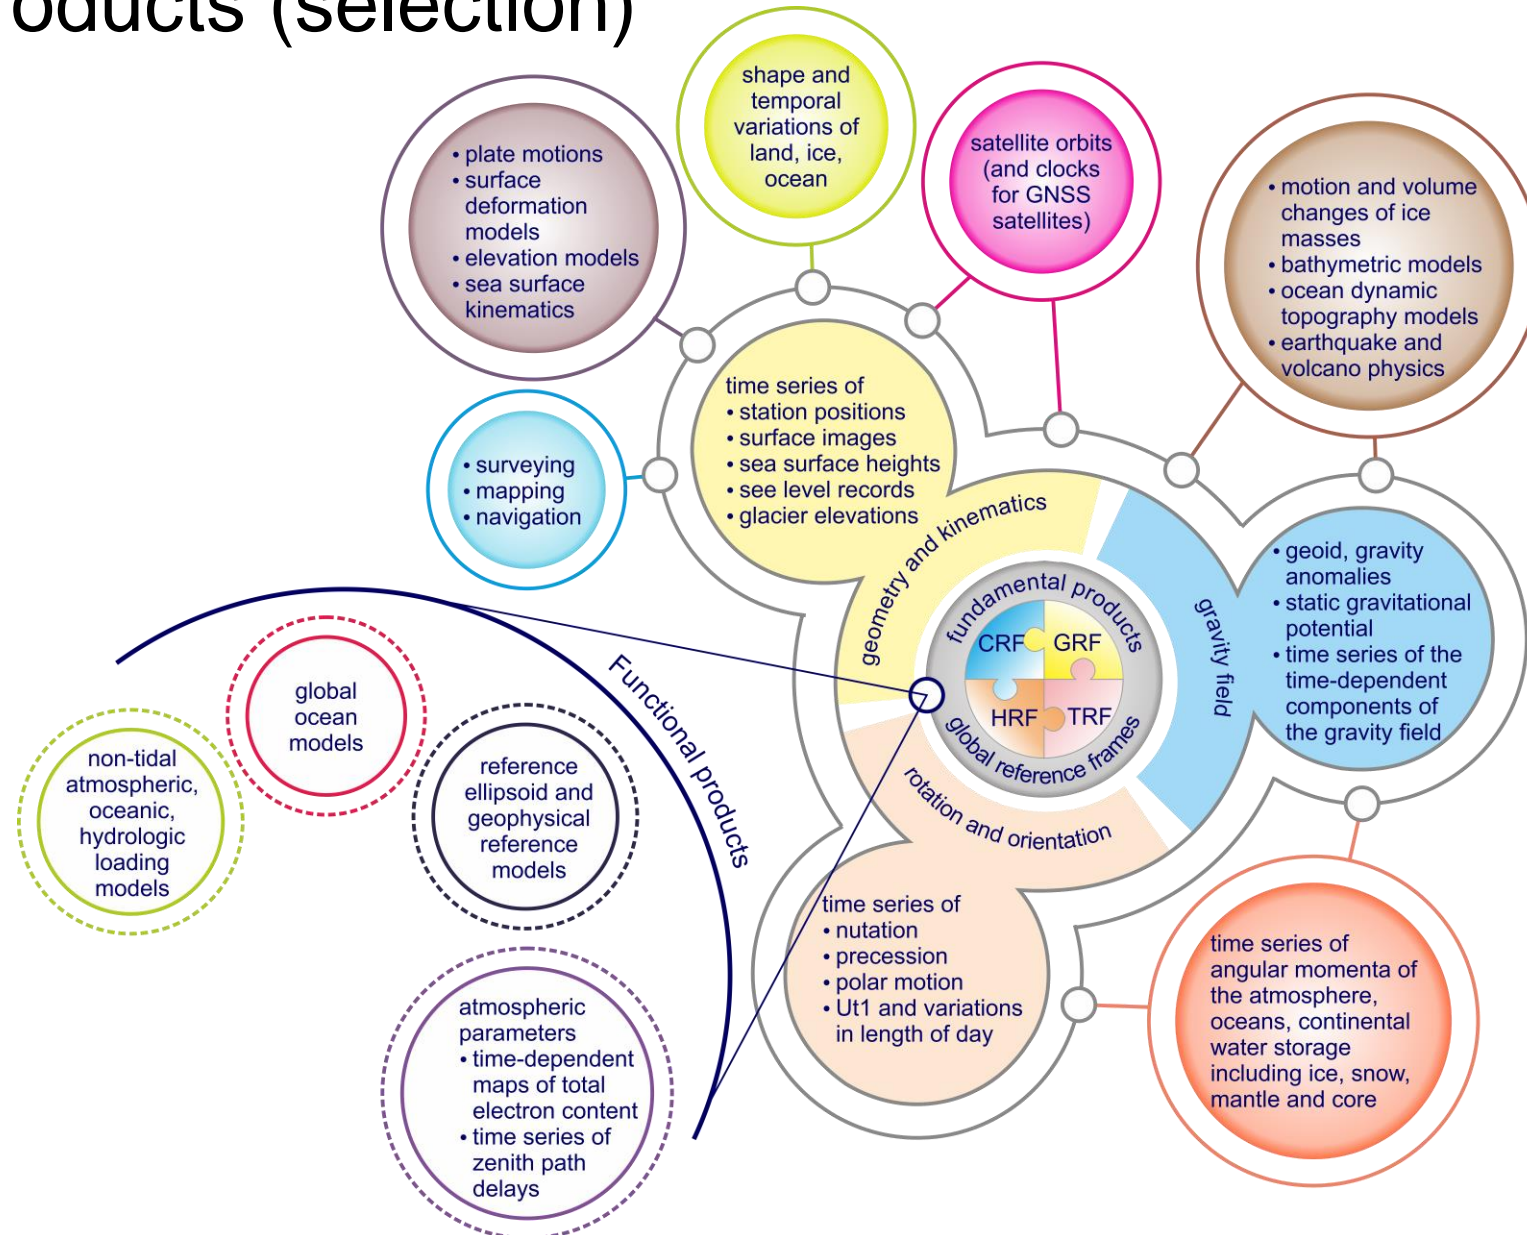 oducts (selection)
shape and
temporal
variations of
land, ice,
ocean
satellite orbits
(and clocks
for GNSS
satellites)
• plate motions
• surface
deformation
models
• elevation models
• sea surface
kinematics
• motion and volume
changes of ice
masses
• bathymetric models
• ocean dynamic
topography models
• earthquake and
volcano physics
• surveying
• mapping
• navigation
time series of
• station positions
• surface images
• sea surface heights
• see level records
• glacier elevations
geometry and kinematics
gravity field
rotation and orientation
fundamental products
CRF
GRF
HRF
TRF
global reference frames
• geoid, gravity
anomalies
• static gravitational
potential
• time series of the
time-dependent
components of
the gravity field
Functional products
global
ocean
models
non-tidal
atmospheric,
oceanic,
hydrologic
loading
models
reference
ellipsoid and
geophysical
reference
models
atmospheric
parameters
• time-dependent
maps of total
electron content
• time series of
zenith path
delays
time series of
• nutation
• precession
• polar motion
• Ut1 and variations
in length of day
time series of
angular momenta of
the atmosphere,
oceans, continental
water storage
including ice, snow,
mantle and core